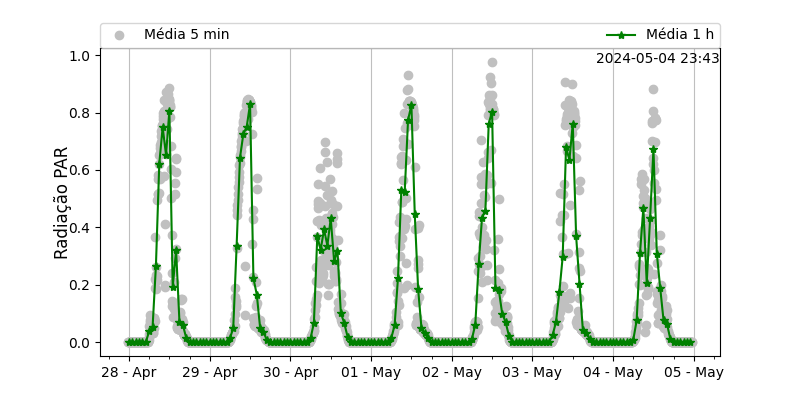 Média 5 min
Média 1 h
2024-05-04 23:43
Radiação PAR
1.0
0.8
0.6
0.4
0.2
0.0
28 - Apr
29 - Apr
30 - Apr
01 - May
02 - May
03 - May
04 - May
05 - May